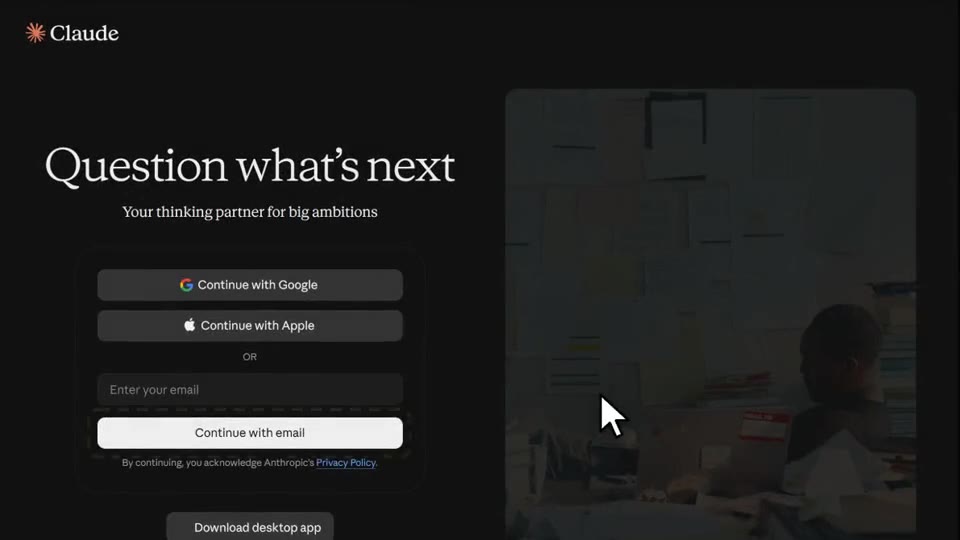 Claude
Question what's next
Your thinking partner for big ambitions
Continue with Google
Continue with Apple
OR
Enter your email
Continue with email
By continuing, you acknowledge Anthropic's Privacy Policy.
Download desktop app